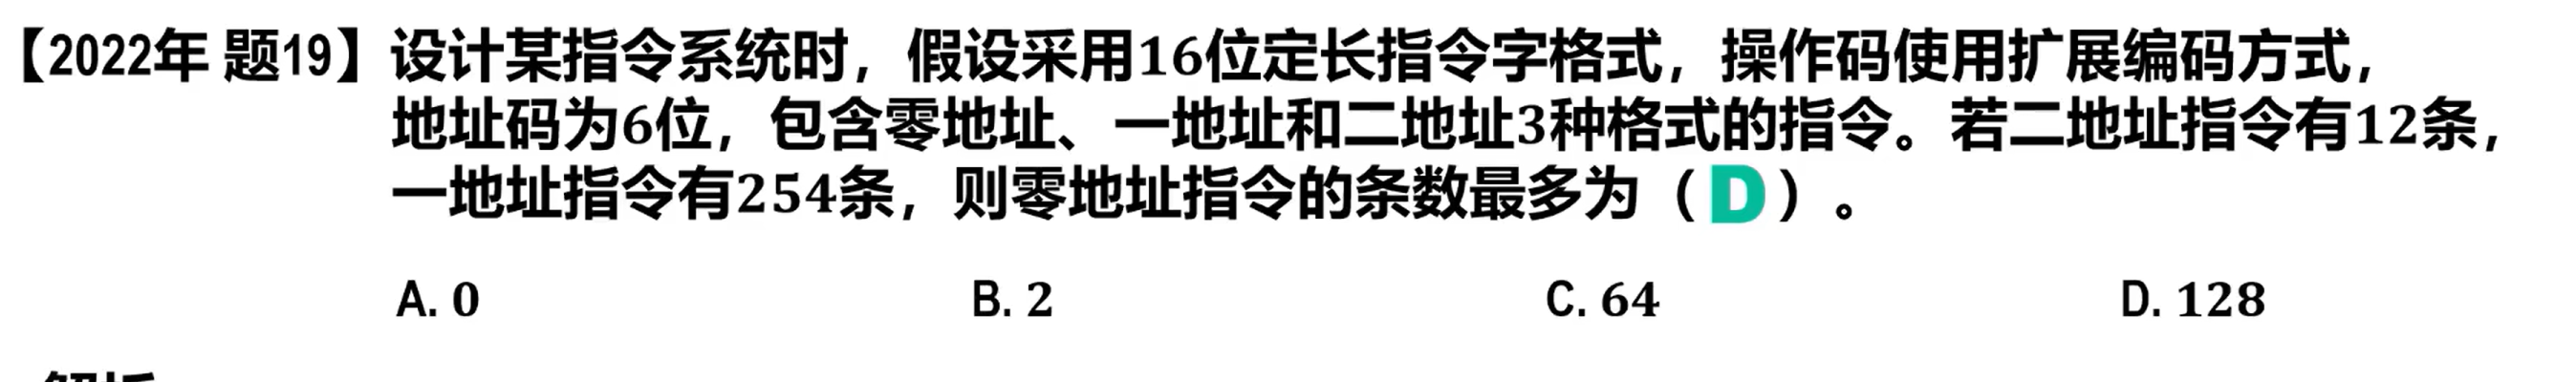 【2022年 题19】设计某指令系统时，假设采用16位定长指令字格式，操作码使用扩展编码方式，
地址码为6位，包含零地址、一地址和二地址3种格式的指令。若二地址指令有12条，
一地址指令有254条，则零地址指令的条数最多为（D）。
A. 0 B. 2 C. 64 D. 128